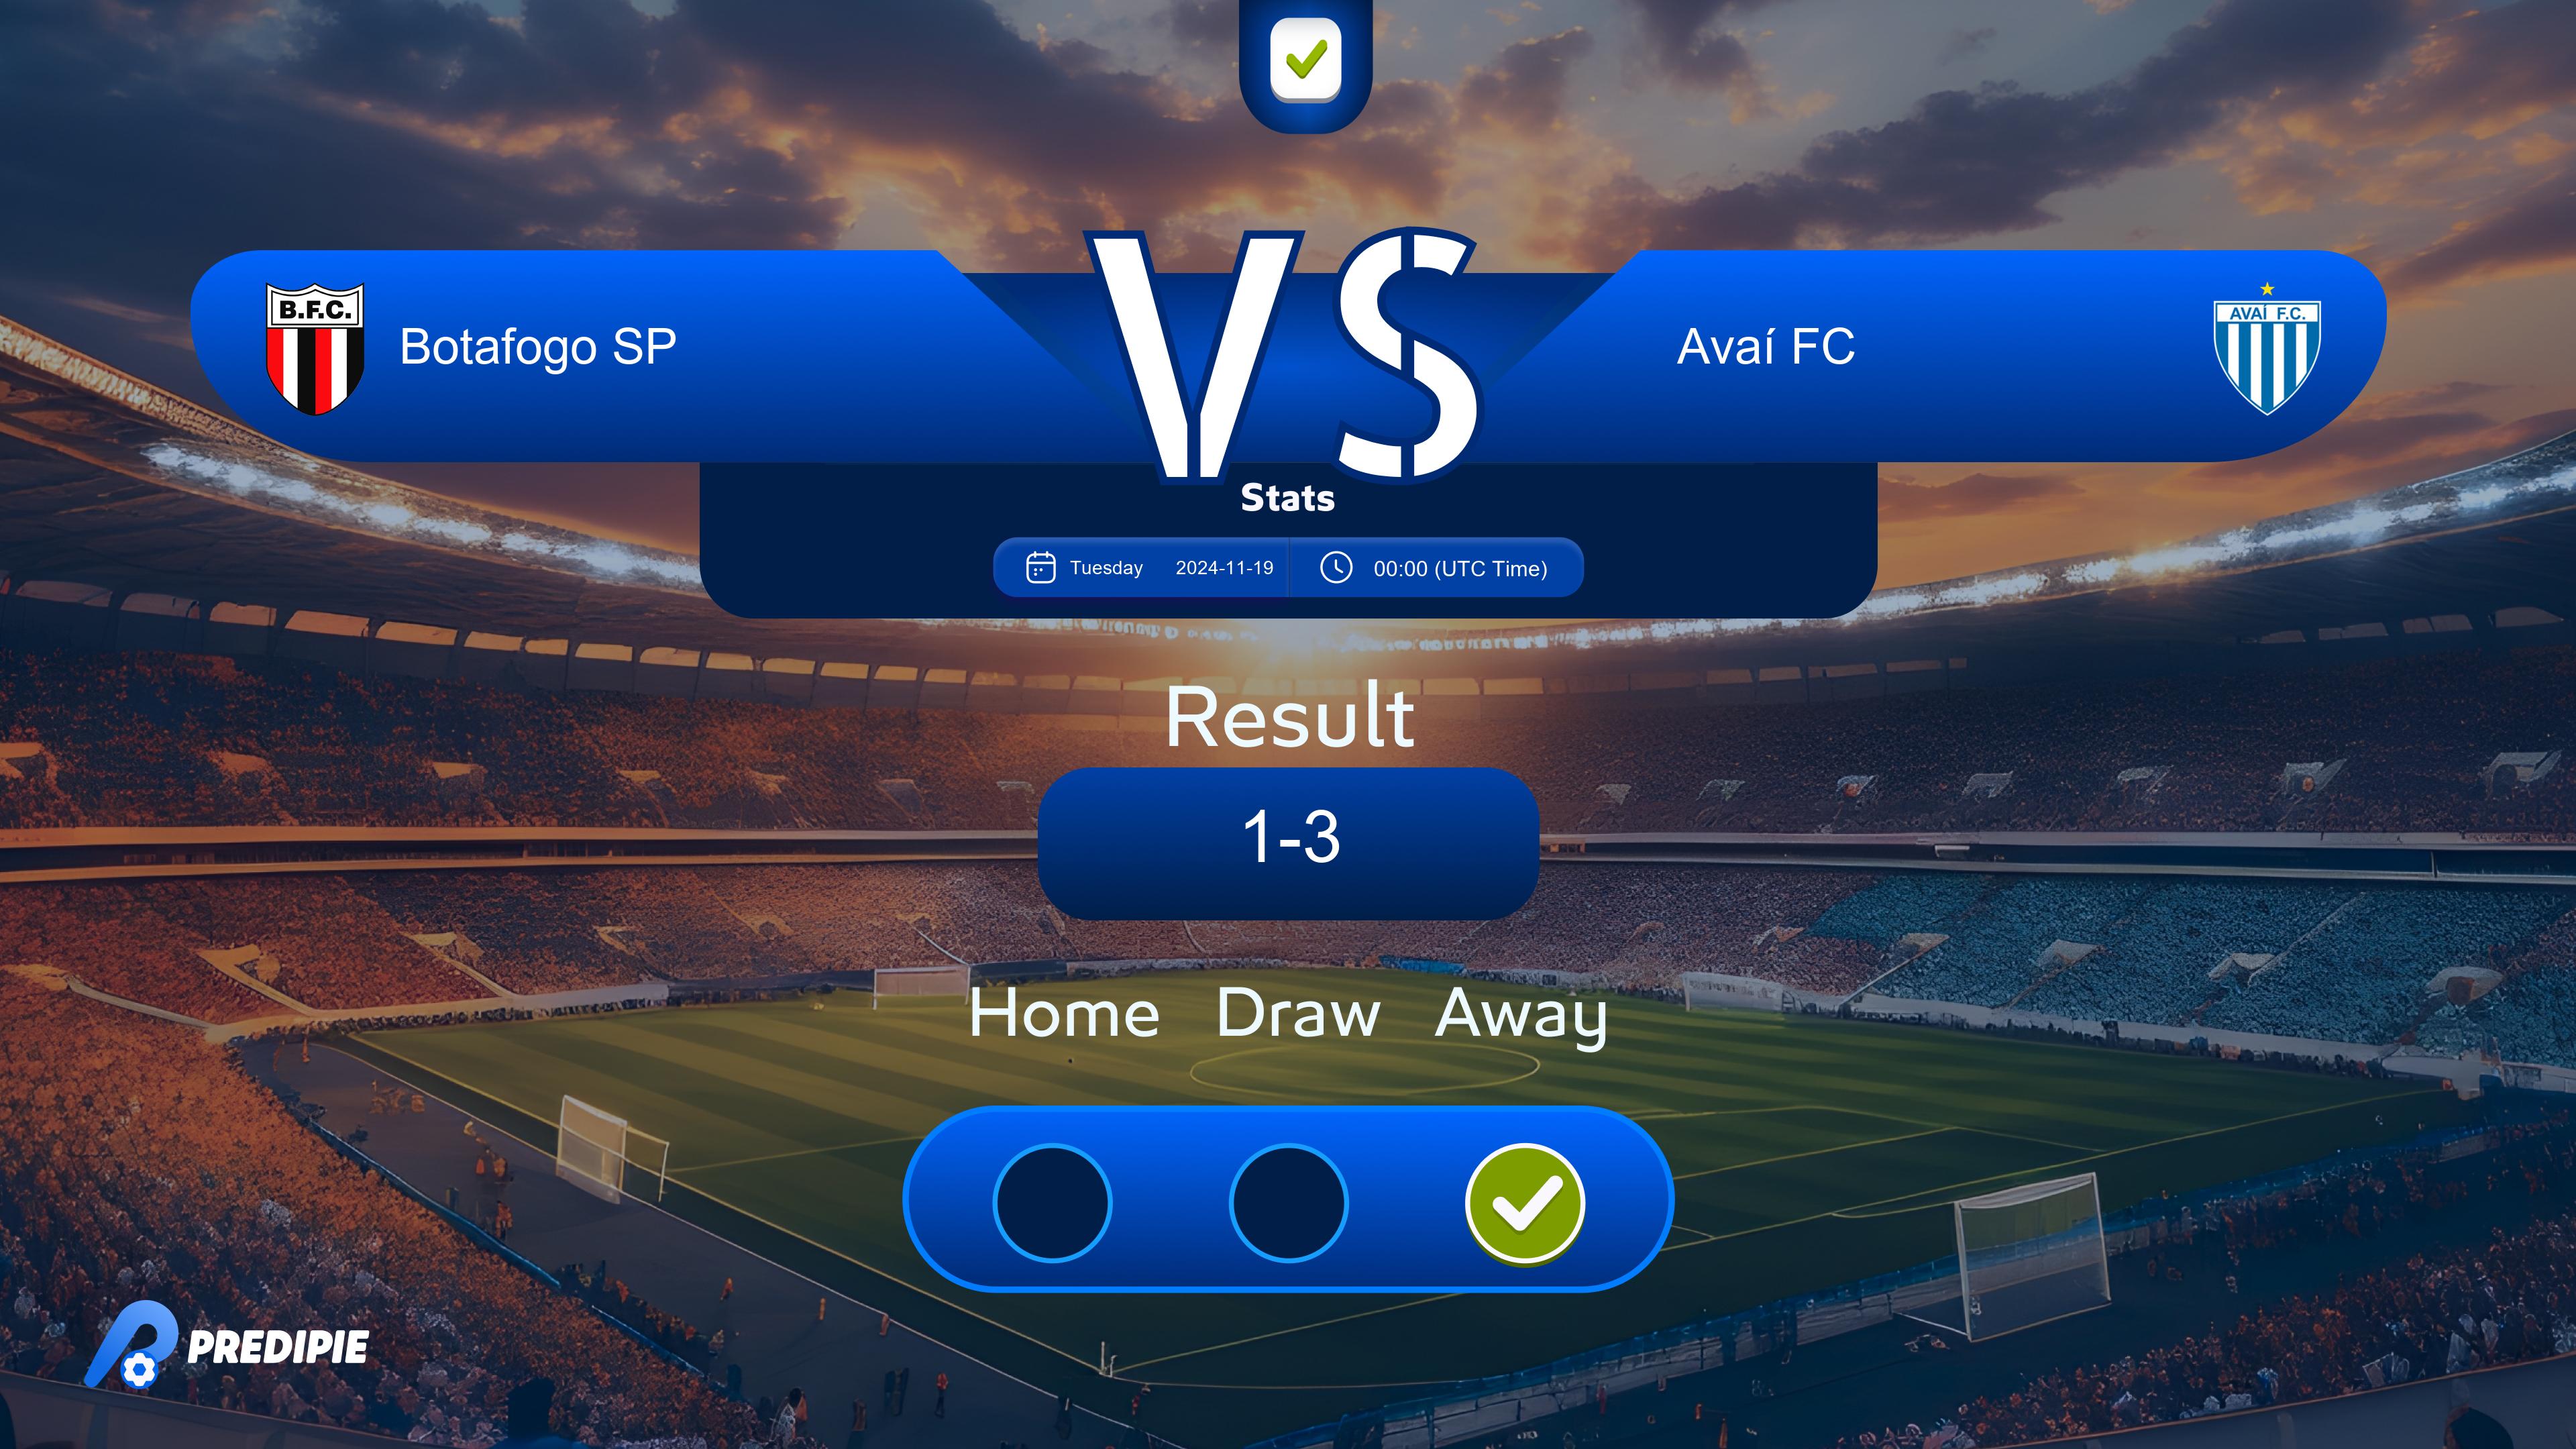 VS
B.F.C.
Botafogo SP
Avaí FC
AVAÍ F.C.
Stats
Tuesday 2024-11-19 00:00 (UTC Time)
Result
1-3
Home Draw Away
PREDIPIE